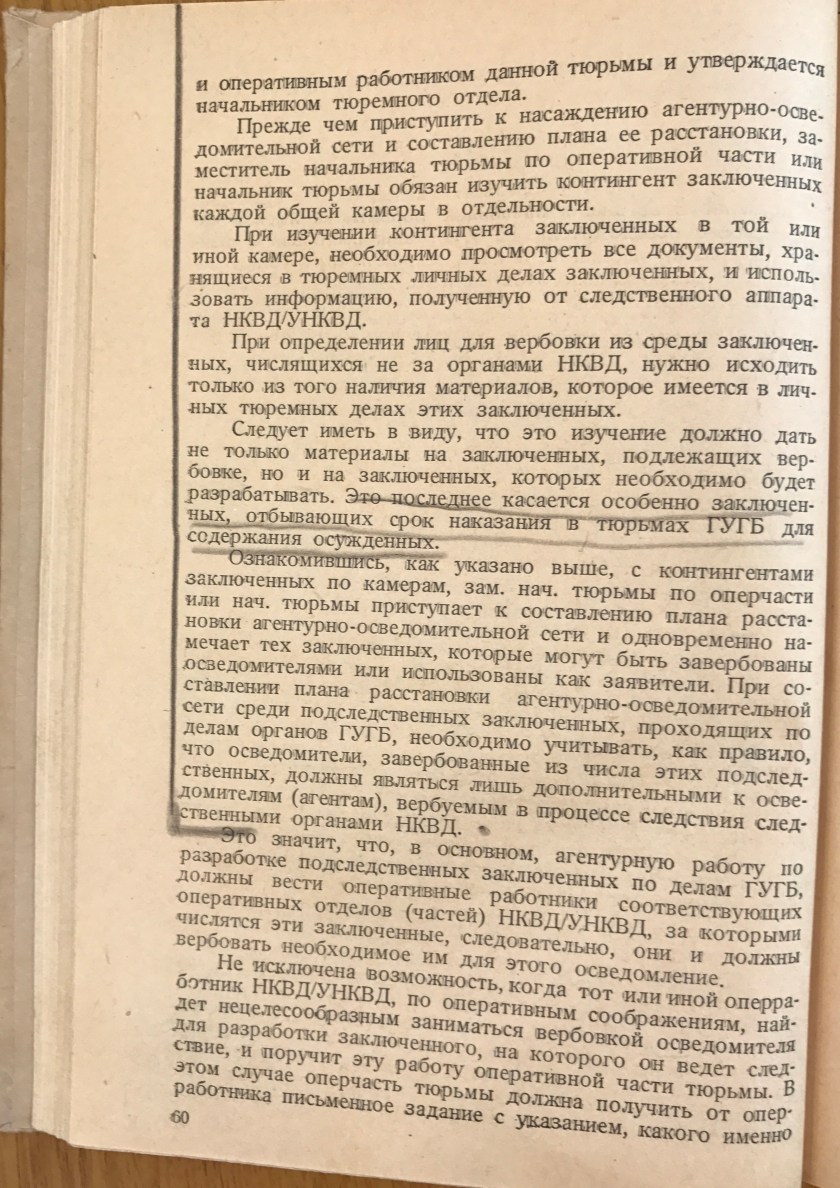 и оперативным работником данной тюрьмы и утверждается
начальником тюремного отдела.
Прежде чем приступить к насаждению агентурно-осве-
домительной сети и составлению плана ее расстановки, за-
меститель начальника тюрьмы по оперативной части или
начальник тюрьмы обязан изучить контингент заключенных
каждой общей камеры в отдельности.
При изучении контингента заключенных в той или
иной камере, необходимо просмотреть все документы, хра-
нящиеся в тюремных личных делах заключенных, и исполь-
зовать информацию, полученную от следственного аппара-
та НКВД/УНКВД.
При определении лиц для вербовки из среды заключен-
ных, числящихся не за органами НКВД, нужно исходить
только из того наличия материалов, которое имеется в лич-
ных тюремных делах этих заключенных.
Следует иметь в виду, что это изучение должно дать
не только материалы на заключенных, подлежащих вер-
бовке, но и на заключенных, которых необходимо будет
разрабатывать. Это последнее касается особенно заключен-
ных, отбывающих срок наказания в тюрьмах ГУГБ для
содержания осужденных.
Ознакомившись, как указано выше, с контингентами
заключенных по камерам, зам. нач. тюрьмы по оперчасти
или нач. тюрьмы приступает к составлению плана расста-
новки агентурно-осведомительной сети и одновременно на-
мечает тех заключенных, которые могут быть завербованы
осведомителями или использованы как заявители. При со-
ставлении плана расстановки агентурно-осведомительной
сети среди подследственных заключенных, проходящих по
делам органов ГУГБ, необходимо учитывать, как правило,
что осведомители, завербованные из числа этих подслед-
ственных, должны являться лишь дополнительными к осве-
домителям (агентам), вербуемым в процессе следствия след-
ственными органами НКВД.
Это значит, что, в основном, агентурную работу по
разработке подследственных заключенных по делам ГУГБ,
должны вести оперативные работники соответствующих
оперативных отделов (частей) НКВД/УНКВД, за которыми
числятся эти заключенные, следовательно, они и должны
вербовать необходимое им для этого осведомление.
Не исключена возможность, когда тот или иной оперра-
ботник НКВД/УНКВД, по оперативным соображениям, най-
дет нецелесообразным заниматься вербовкой осведомителя
для разработки заключенного, на которого он ведет след-
ствие, и поручит эту работу оперативной части тюрьмы. В
этом случае оперчасть тюрьмы должна получить от опер-
работника письменное задание с указанием, какого именно
60